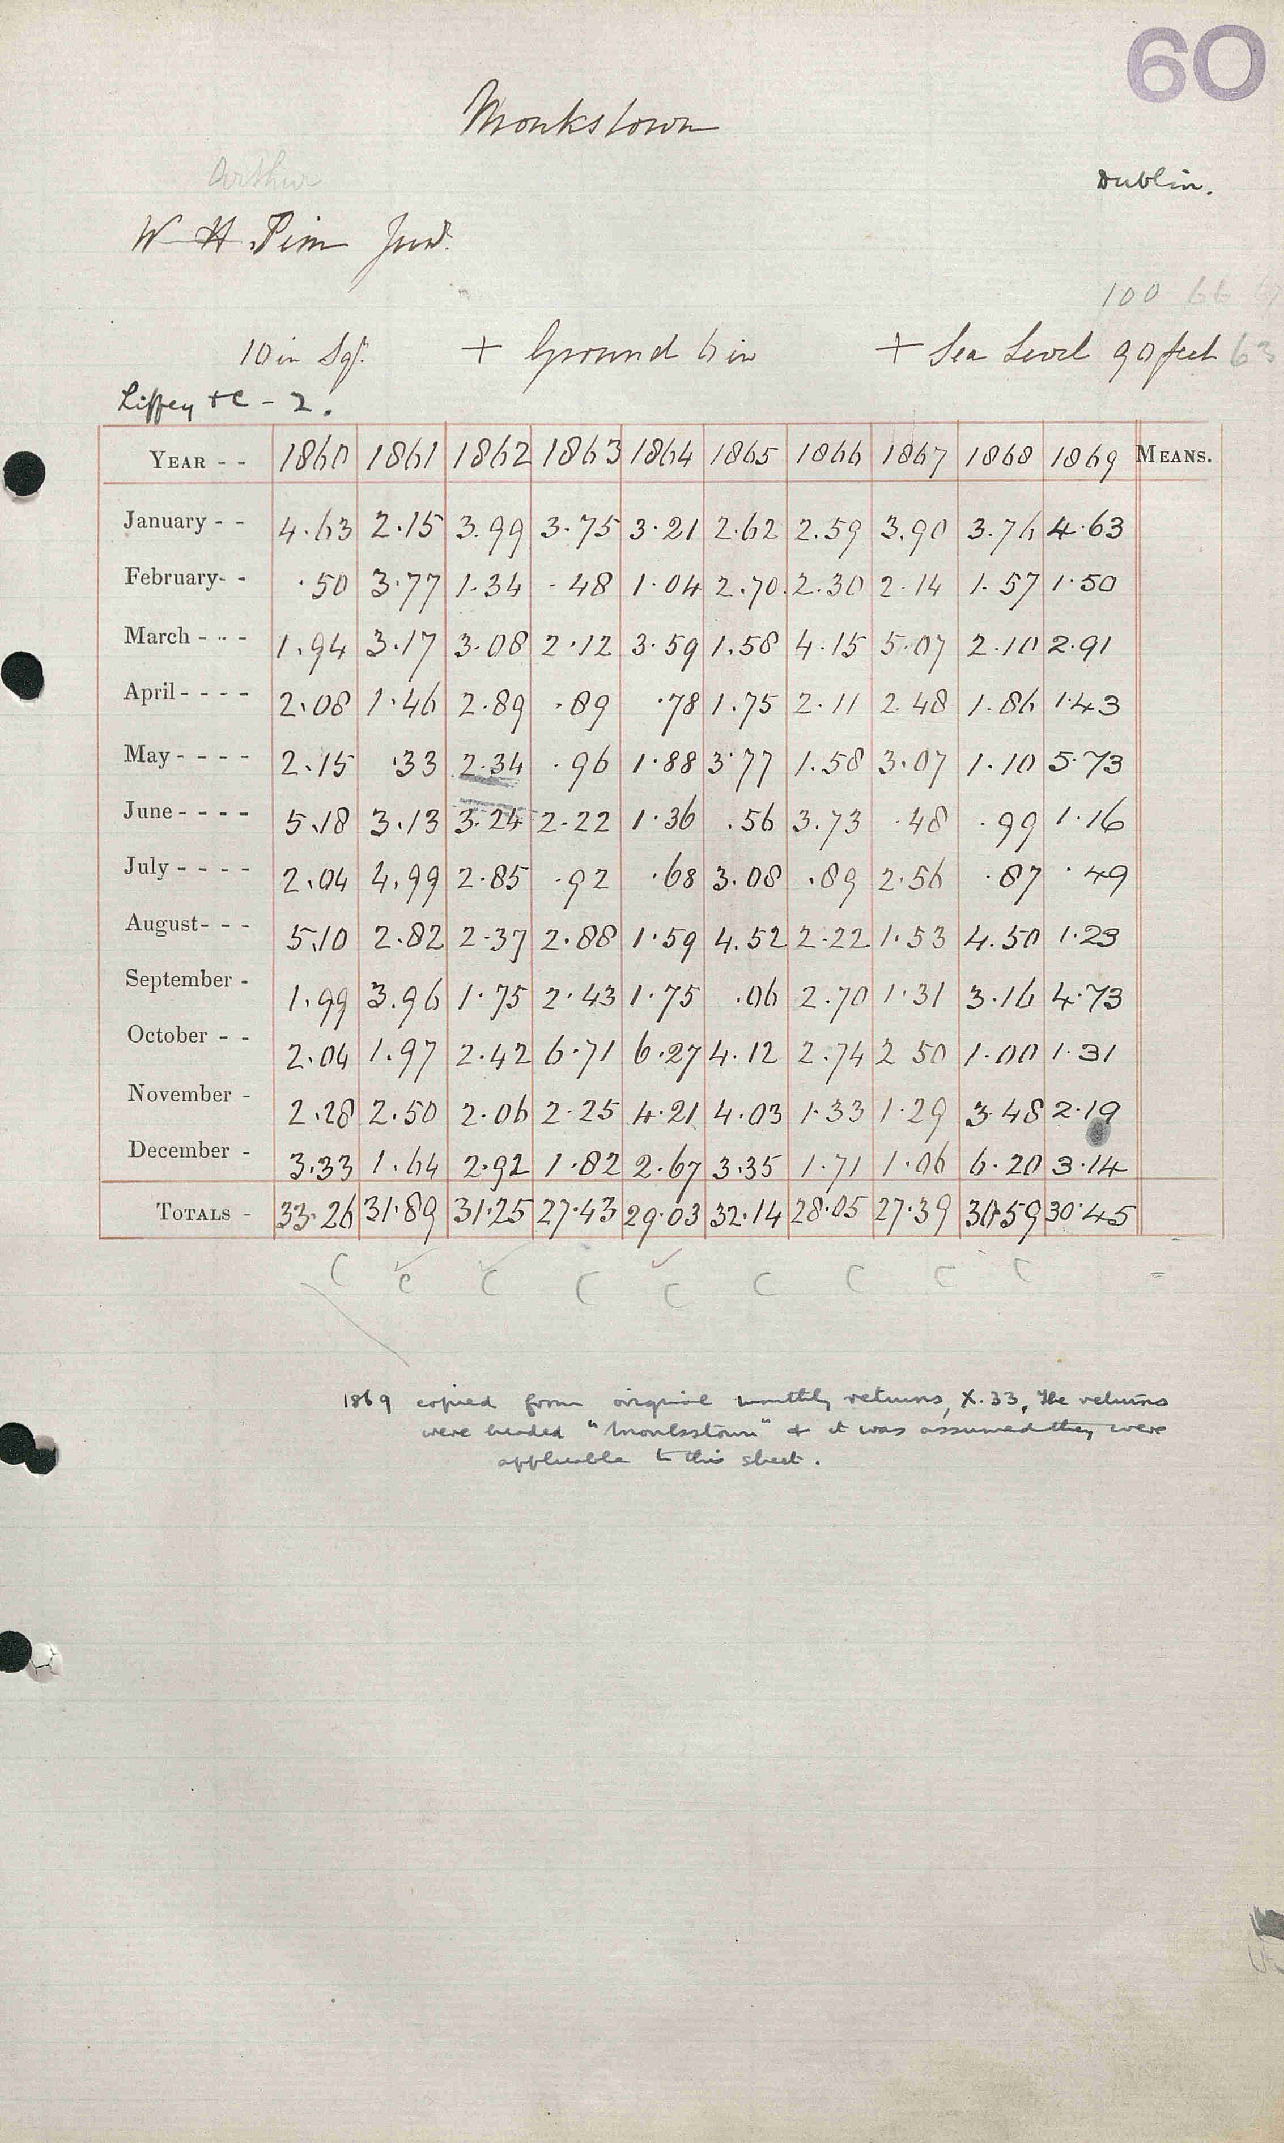 60
Monkstown
Arthur
Dublin.
W H Pim Junr.
100 66
10 in Sqr. + Ground 6 in + Sea Level 90 feet 63
Liffey &c - 2.
YEAR - - 1860 1861 1862 1863 1864 1865 1866 1867 1868 1869 MEANS.
January - - 4.63 2.15 3.99 3.75 3.21 2.62 2.59 3.90 3.76 4.63
February- - .50 3.77 1.34 .48 1.04 2.70 2.30 2.14 1.57 1.50
March - - - 1.94 3.17 3.08 2.12 3.59 1.58 4.15 5.07 2.10 2.91
April - - - - 2.08 1.46 2.89 .89 .78 1.75 2.11 2.48 1.86 1.43
May - - - - 2.15 .33 2.34 .96 1.88 3.77 1.58 3.07 1.10 5.73
June - - - - 5.18 3.13 3.24 2.22 1.36 .56 3.73 .48 .99 1.16
July - - - - 2.04 4.99 2.85 .92 .68 3.08 .89 2.56 .87 .49
August- - - 5.10 2.82 2.37 2.88 1.59 4.52 2.22 1.53 4.50 1.23
September - 1.99 3.96 1.75 2.43 1.75 .06 2.70 1.31 3.16 4.73
October - - 2.04 1.97 2.42 6.71 6.27 4.12 2.74 2 50 1.00 1.31
November - 2.28 2.50 2.06 2.25 4.21 4.03 1.33 1.29 3.48 2.19
December - 3.33 1.64 2.92 1.82 2.67 3.35 1.71 1.06 6.20 3.14
TOTALS - 33.26 31.89 31.25 27.43 29.03 32.14 28.05 27.39 30.59 30.45
C C C C C C C C C
1869 copied from original monthly returns, X.33, The returns
were headed "Monkstown" & it was assumed they were
applicable to this sheet.